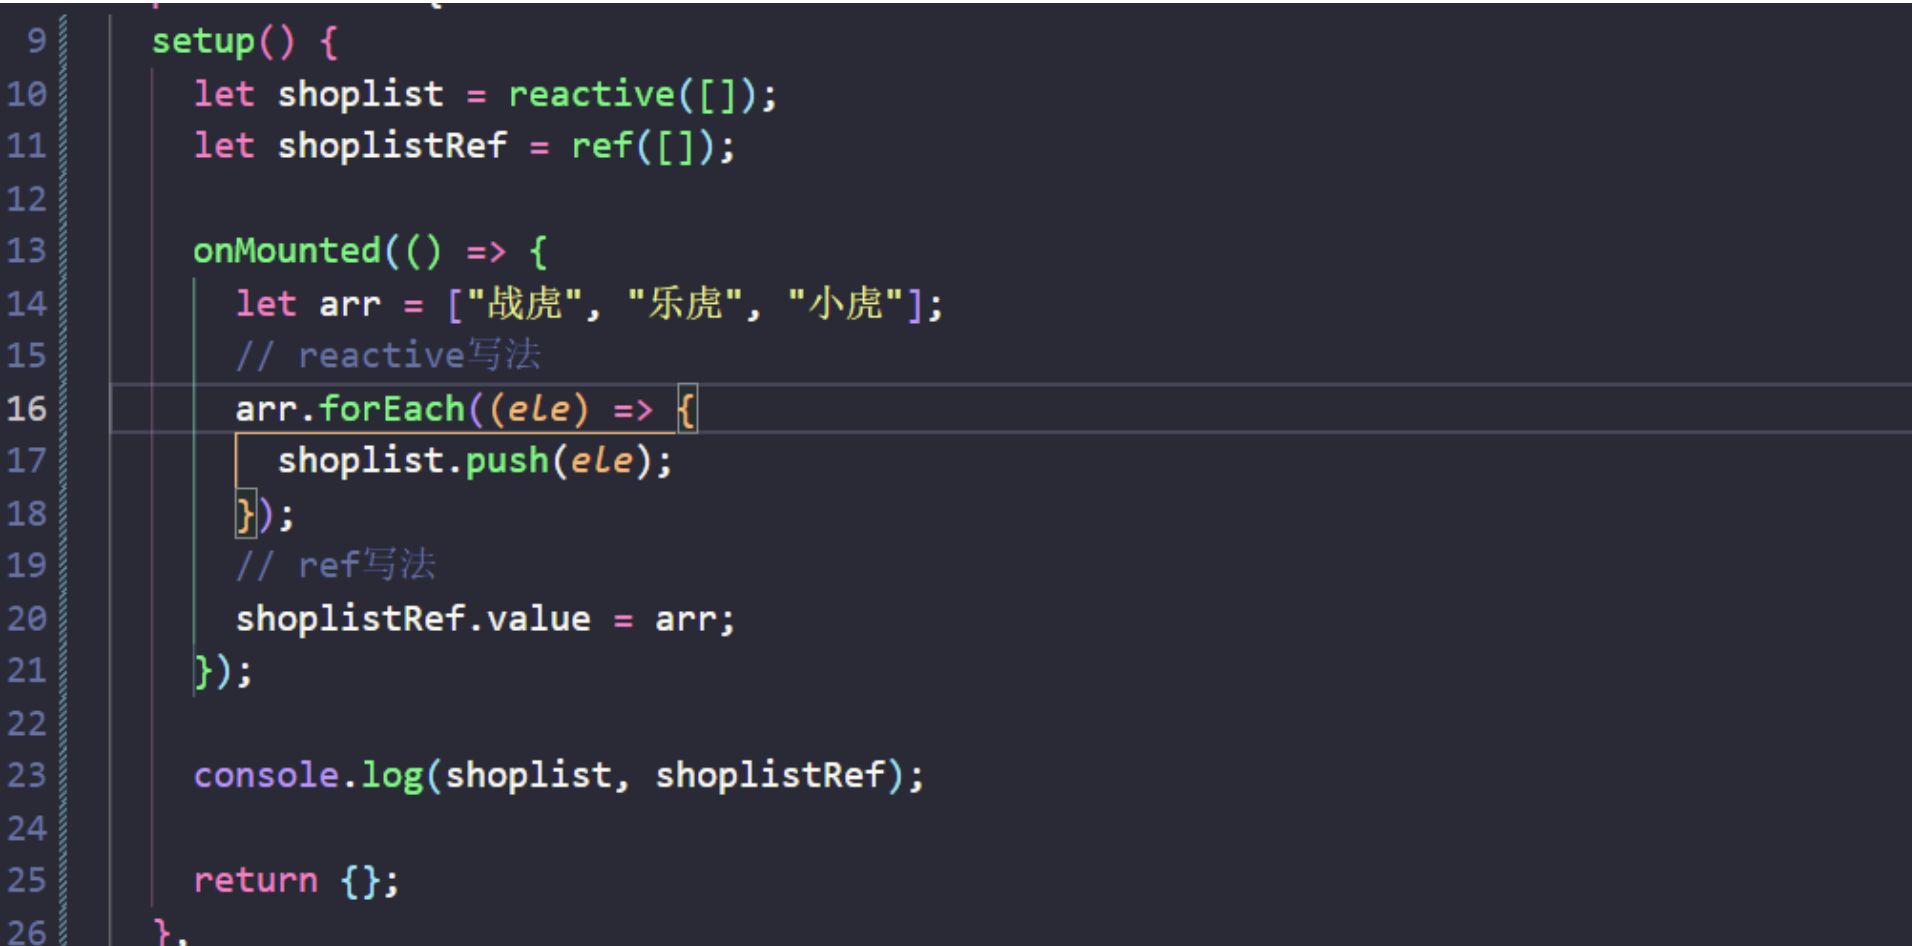 9 setup() {
10 let shoplist = reactive([]);
11 let shoplistRef = ref([]);
12
13 onMounted(() => {
14 let arr = ["战虎", "乐虎", "小虎"];
15 // reactive写法
16 arr.forEach((ele) => {
17 shoplist.push(ele);
18 });
19 // ref写法
20 shoplistRef.value = arr;
21 });
22
23 console.log(shoplist, shoplistRef);
24
25 return {};
26 },